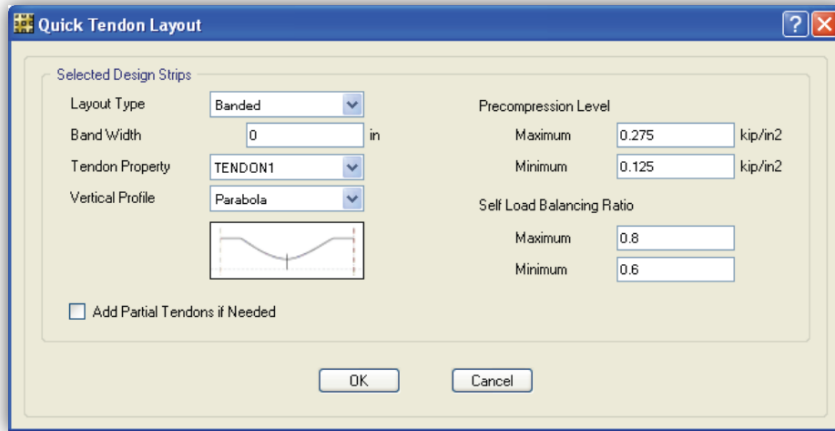 Quick Tendon Layout
Selected Design Strips
Layout Type Banded
Band Width 0 in
Tendon Property TENDON1
Vertical Profile Parabola
Add Partial Tendons if Needed
Precompression Level
Maximum 0.275 kip/in2
Minimum 0.125 kip/in2
Self Load Balancing Ratio
Maximum 0.8
Minimum 0.6
OK Cancel